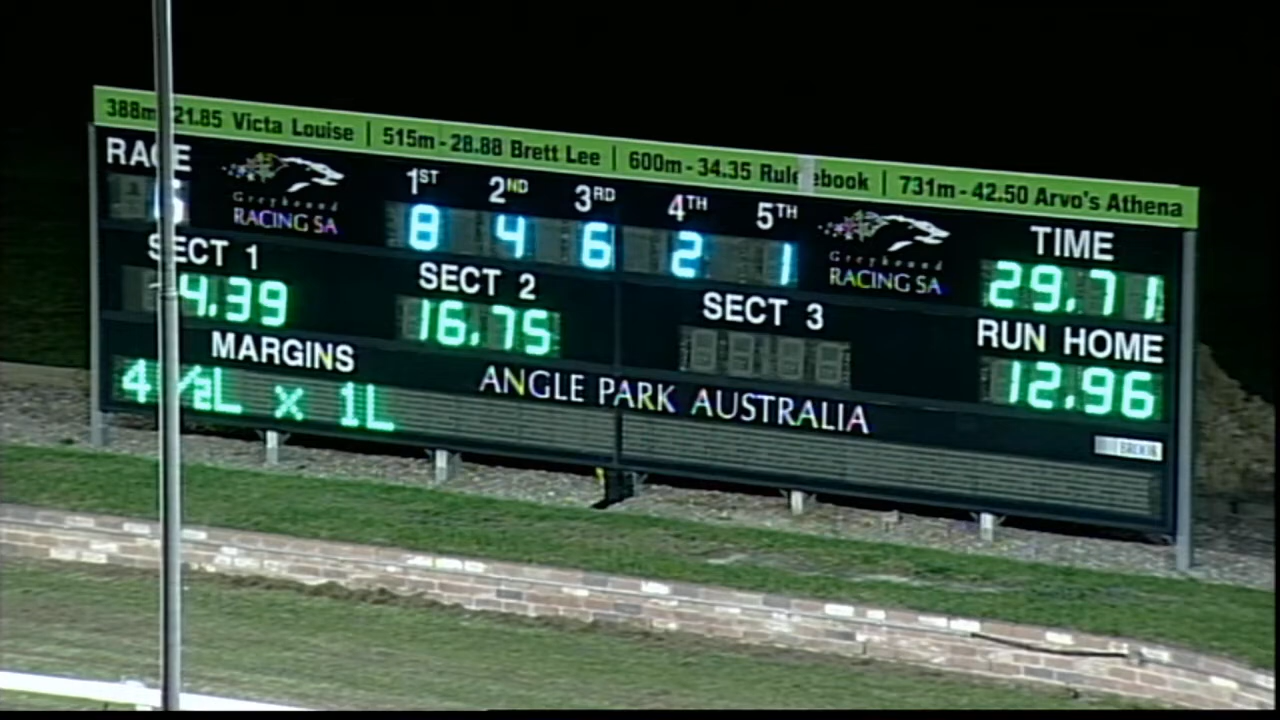 388m 21.85 Victa Louise | 515m - 28.88 Brett Lee | 600m - 34.35 Rulebook | 731m - 42.50 Arvo's Athena
RACE
Greyhound
RACING SA
1ST 2ND 3RD 4TH 5TH
8 4 6 2 1
Greyhound
RACING SA
TIME
29.71
SECT 1
4.39
SECT 2
16.75
SECT 3
RUN HOME
12.96
MARGINS
4 ½L x 1L
ANGLE PARK AUSTRALIA